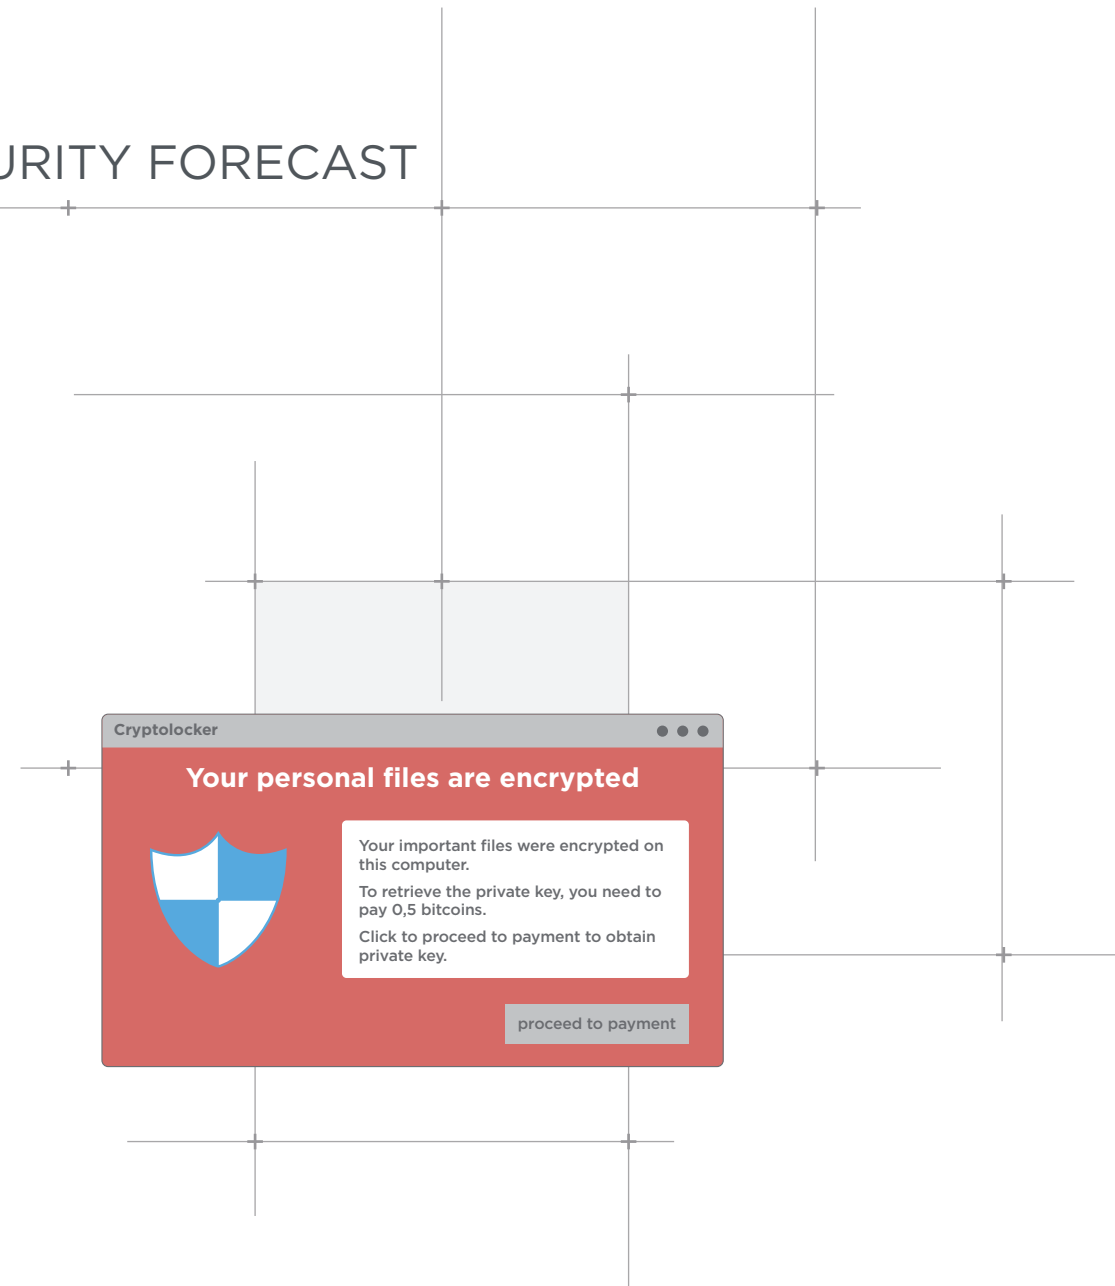 URITY FORECAST
Cryptolocker
Your personal files are encrypted
Your important files were encrypted on
this computer.
To retrieve the private key, you need to
pay 0,5 bitcoins.
Click to proceed to payment to obtain
private key.
proceed to payment